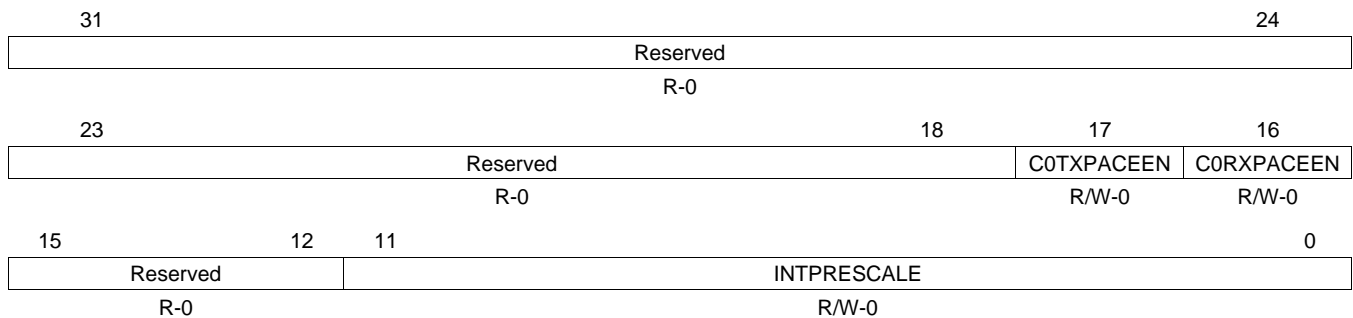 31 24
Reserved
R-0
23 18 17 16
Reserved C0TXPACEEN C0RXPACEEN
R-0 R/W-0 R/W-0
15 12 11 0
Reserved INTPRESCALE
R-0 R/W-0